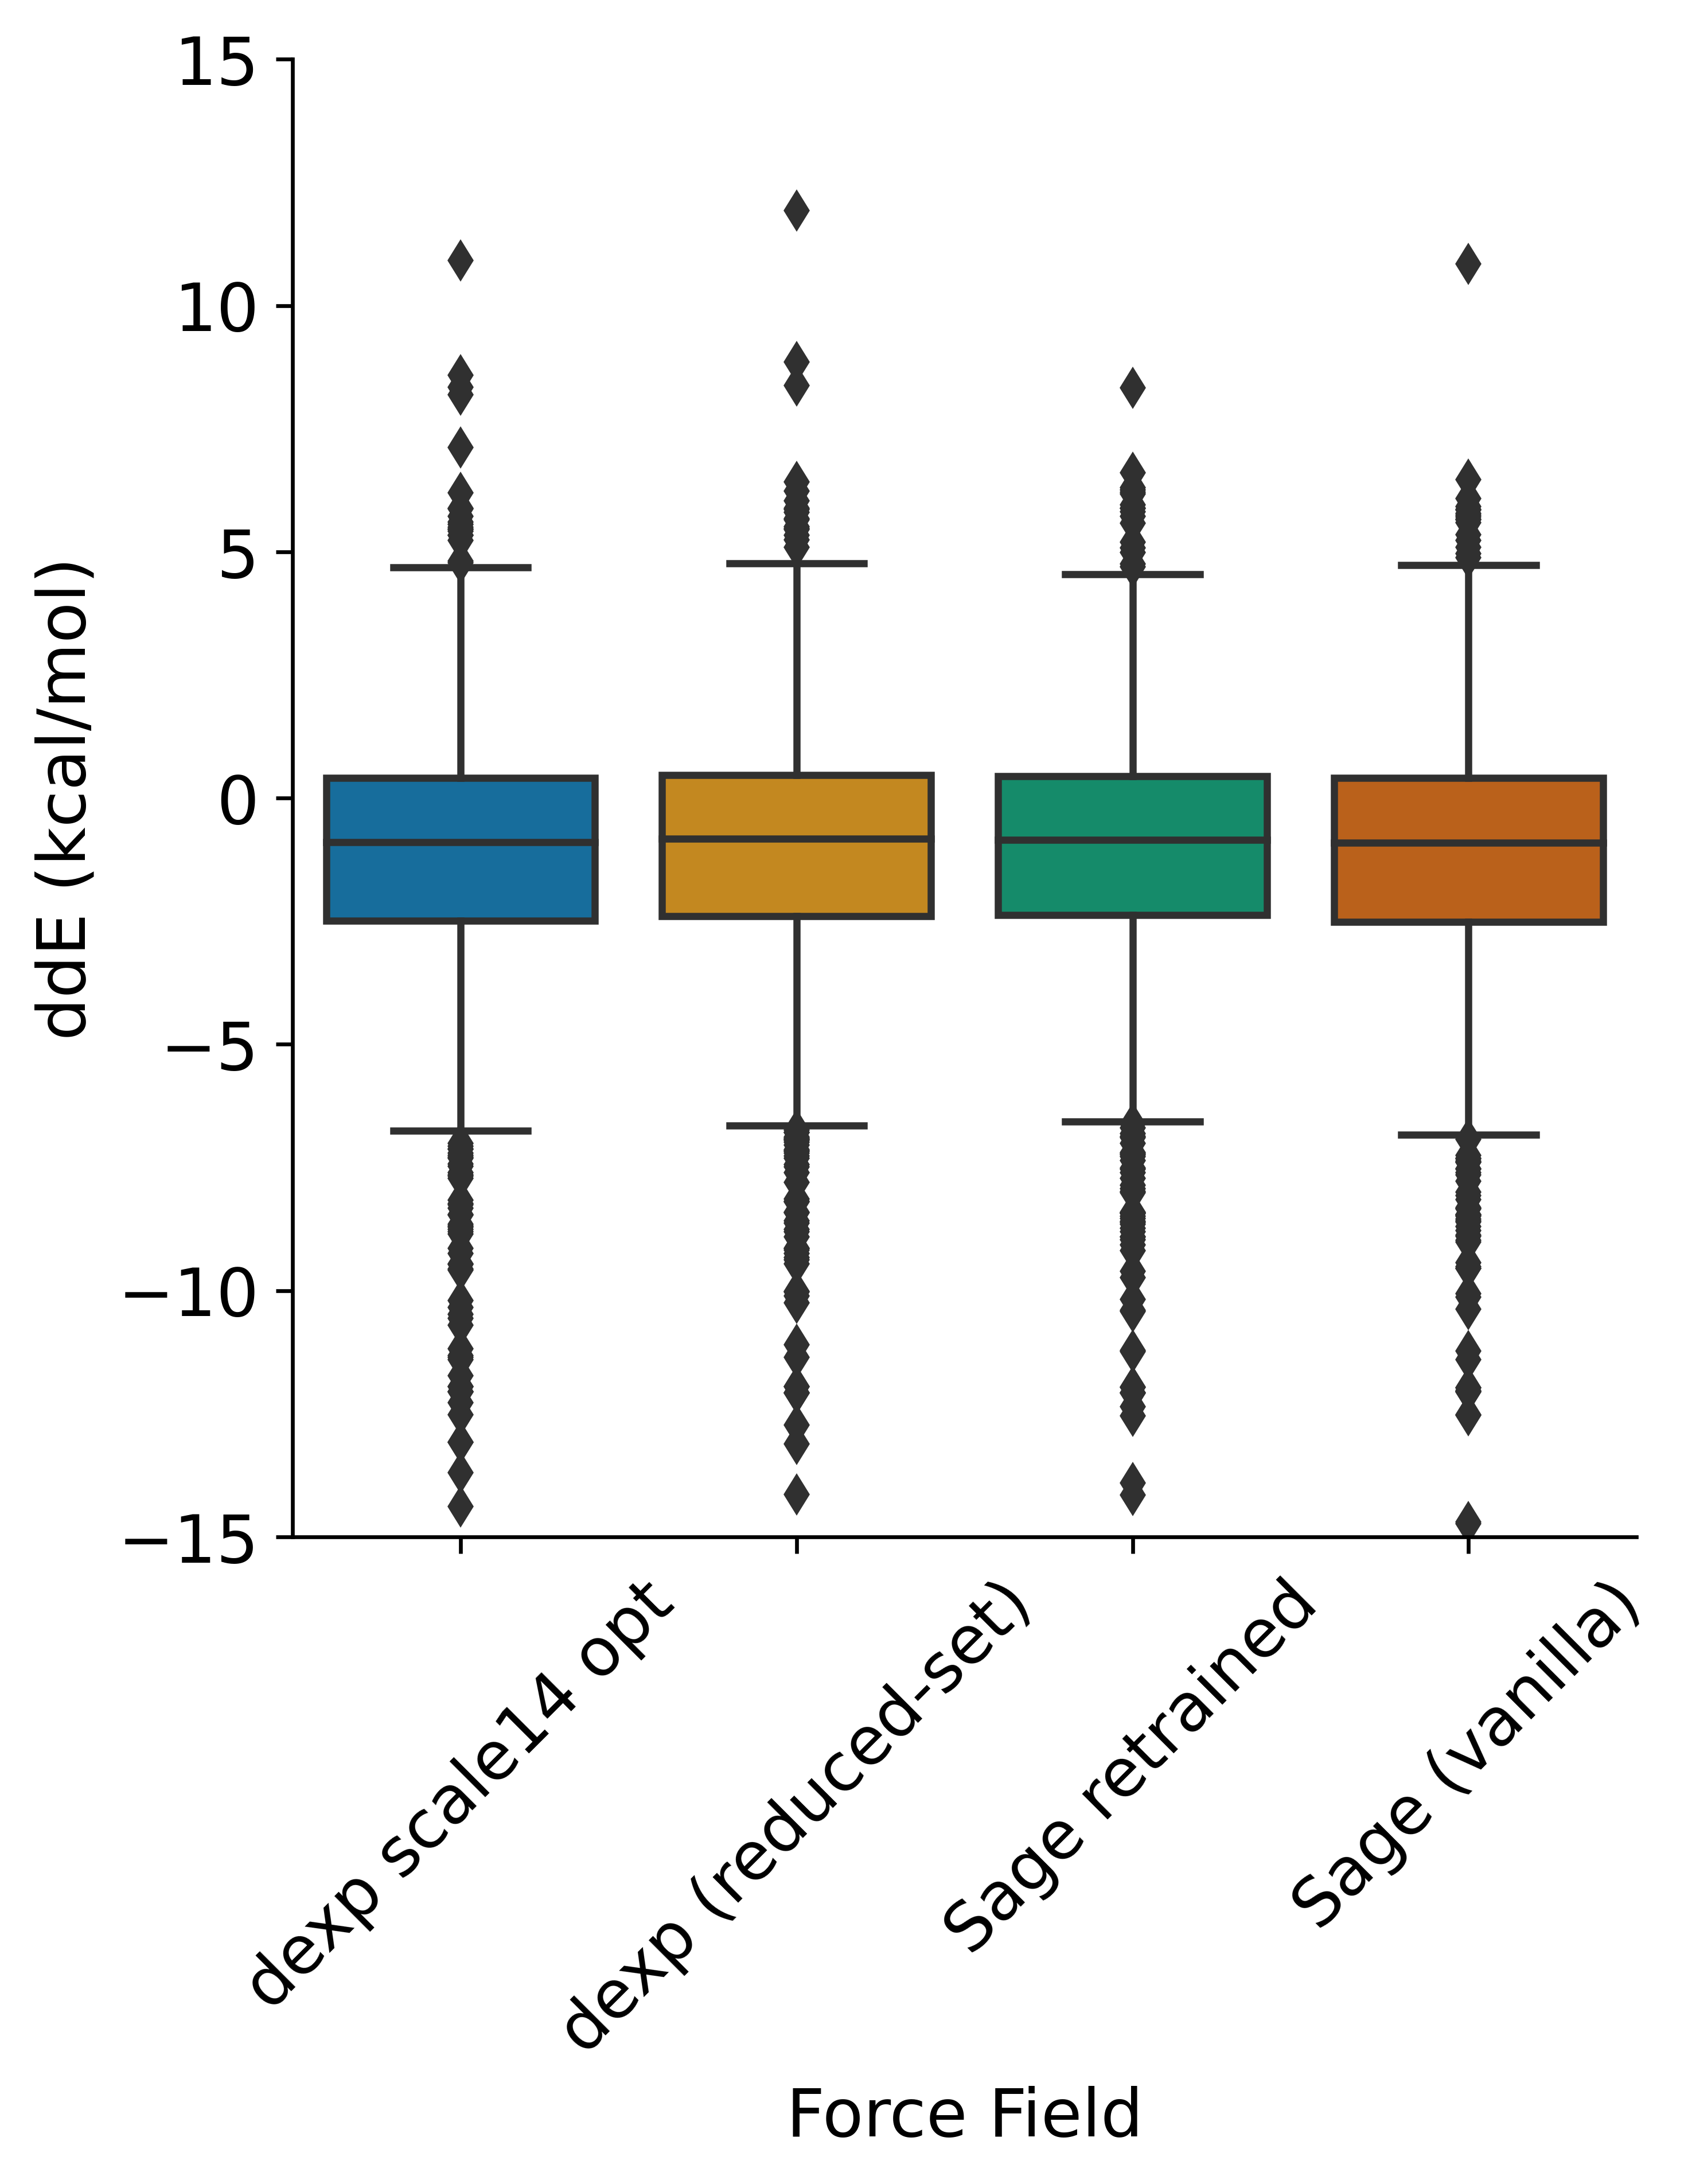 15
10
5
0
−5
−10
−15
ddE (kcal/mol)
dexp scale14 opt
dexp (reduced-set)
Sage retrained
Sage (vanilla)
Force Field